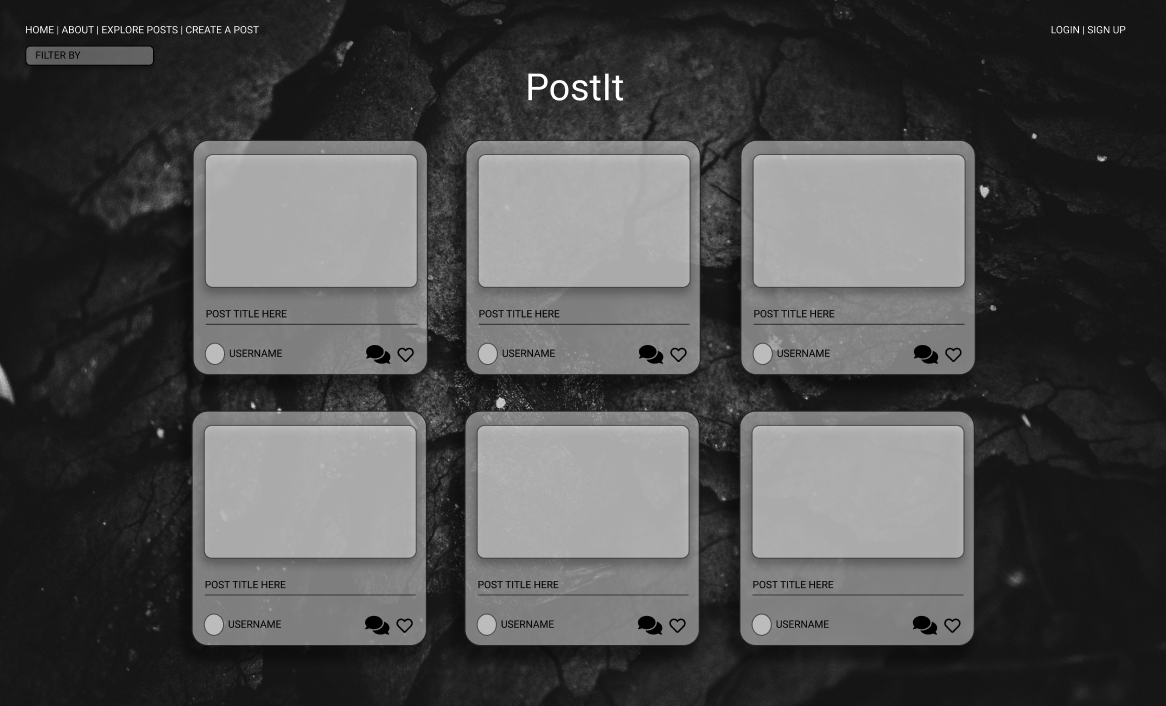 HOME | ABOUT | EXPLORE POSTS | CREATE A POST
LOGIN | SIGN UP
FILTER BY
PostIt
POST TITLE HERE
USERNAME
POST TITLE HERE
USERNAME
POST TITLE HERE
USERNAME
POST TITLE HERE
USERNAME
POST TITLE HERE
USERNAME
POST TITLE HERE
USERNAME